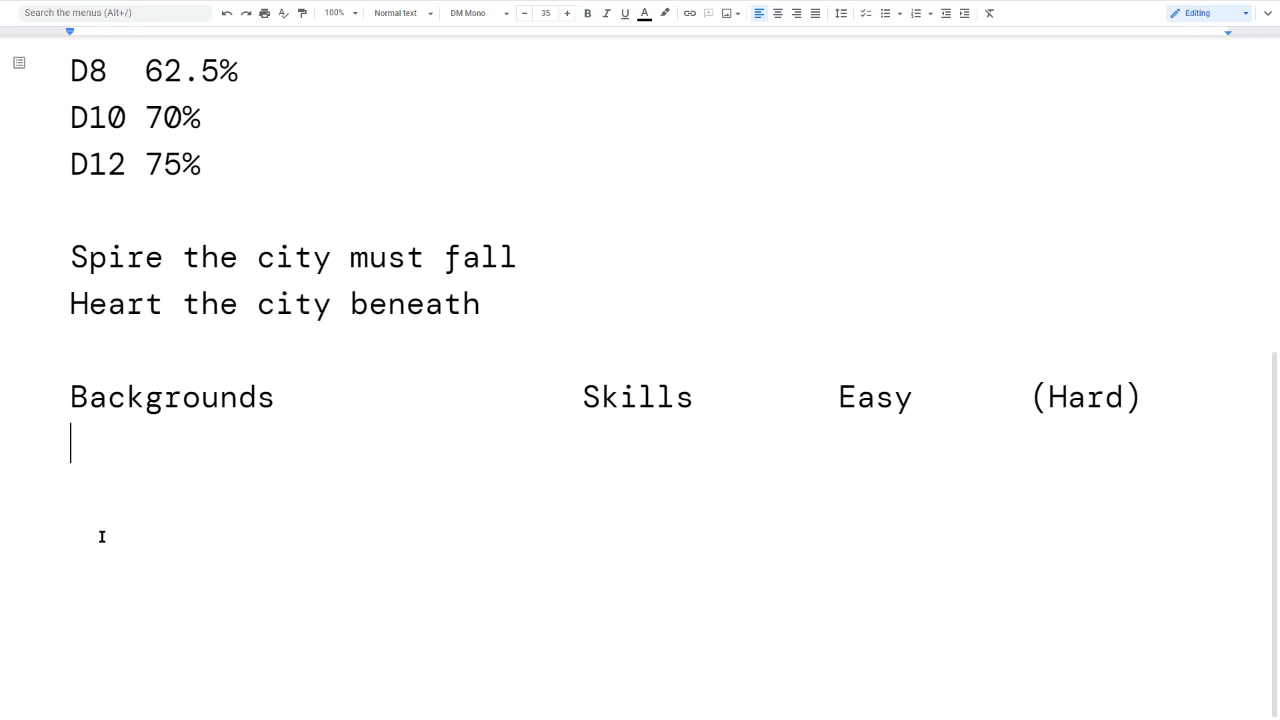 Search the menus (Alt+/) 100% Normal text DM Mono 35 B I U A Editing
D8 62.5%
D10 70%
D12 75%
Spire the city must fall
Heart the city beneath
Backgrounds Skills Easy (Hard)